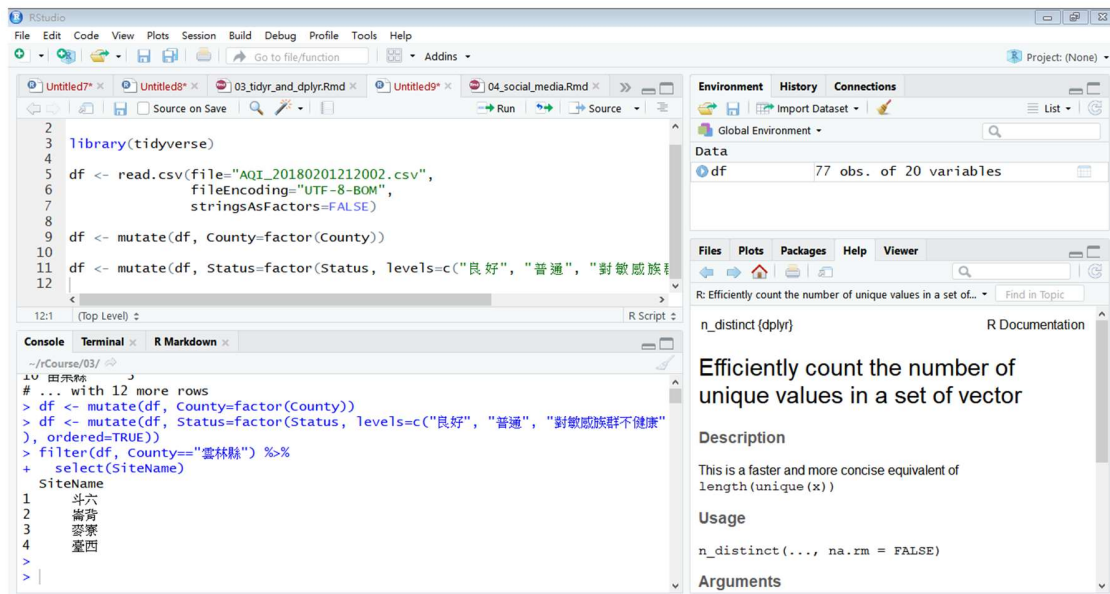 RStudio
File Edit Code View Plots Session Build Debug Profile Tools Help
Go to file/function
Addins
Project: (None)
Untitled7*
Untitled8*
03_tidyr_and_dplyr.Rmd
Untitled9*
04_social_media.Rmd
Source on Save
Run
Source
2
3 library(tidyverse)
4
5 df <- read.csv(file="AQI_20180201212002.csv",
6 fileEncoding="UTF-8-BOM",
7 stringsAsFactors=FALSE)
8
9 df <- mutate(df, County=factor(County))
10
11 df <- mutate(df, Status=factor(Status, levels=c("良好", "普通", "對敏感族
12
12:1 (Top Level) R Script
Console Terminal R Markdown
~/rCourse/03/
10 苗栗縣 3
# ... with 12 more rows
> df <- mutate(df, County=factor(County))
> df <- mutate(df, Status=factor(Status, levels=c("良好", "普通", "對敏感族群不健康"
), ordered=TRUE))
> filter(df, County=="雲林縣") %>%
+ select(SiteName)
SiteName
1 斗六
2 崙背
3 麥寮
4 臺西
>
>
Environment History Connections
Import Dataset
List
Global Environment
Data
df 77 obs. of 20 variables
Files Plots Packages Help Viewer
R: Efficiently count the number of unique values in a set of...
Find in Topic
n_distinct {dplyr} R Documentation
Efficiently count the number of
unique values in a set of vector
Description
This is a faster and more concise equivalent of
length(unique(x))
Usage
n_distinct(..., na.rm = FALSE)
Arguments